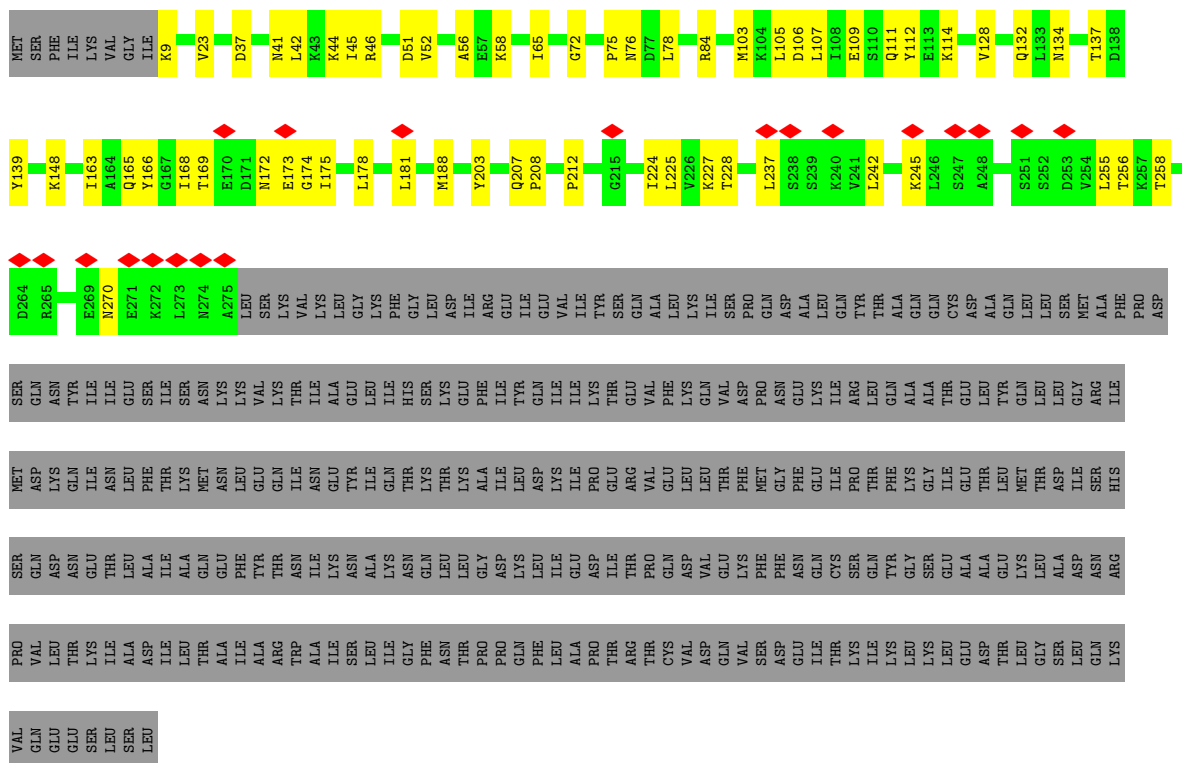 MET SER PHE ILE LYS VAL GLY ILE K9 V23 D37 N41 L42 K43 K44 I45 R46 D51 V52 A56 E57 K58 I65 G72 P75 N76 D77 L78 R84 M103 K104 L105 D106 L107 I108 E109 S110 Q111 Y112 E113 K114 V128 Q132 L133 N134 T137 D138
Y139 K148 I163 A164 Q165 Y166 G167 I168 T169 E170 D171 N172 E173 G174 I175 L178 L181 M188 Y203 Q207 P208 P212 G215 I224 L225 V226 K227 T228 L237 S238 S239 K240 V241 L242 K245 L246 S247 A248 S251 S252 D253 V254 L255 T256 K257 T258
D264 R265 E269 N270 E271 K272 L273 N274 A275 LEU SER LYS VAL LYS LEU GLY LYS PHE GLY LEU ASP ILE ARG GLU ILE GLU VAL ILE TYR SER GLN ALA LEU LYS ILE SER PRO GLN ASP ALA LEU GLN TYR THR ALA GLN GLN CYS ASP ALA GLN LEU LEU SER MET ALA PHE PRO ASP
SER GLN ASN TYR ILE ILE GLU SER ILE SER ASN LYS LYS VAL LYS THR ILE ALA GLU LEU ILE HIS SER LYS GLU PHE ILE TYR GLN ILE ILE LYS THR GLU VAL PHE LYS GLN VAL ASP PRO ASN GLU LYS ILE ARG LEU GLN ALA ALA THR GLU LEU TYR GLN LEU LEU GLY ARG ILE
MET ASP LYS GLN ILE ASN LEU PHE THR LYS MET ASN LEU GLU GLN ILE ASN GLU TYR ILE GLN THR LYS THR LYS ALA ILE LEU ASP LYS ILE PRO GLU ARG VAL GLU LEU LEU THR PHE MET GLY PHE GLU ILE PRO THR PHE LYS GLY ILE GLU THR LEU MET THR ASP ILE SER HIS
SER GLN ASP ASN GLU THR LEU ALA ILE ALA GLN GLU PHE TYR THR ASN ILE LYS ASN ALA LYS ASN GLN LEU LEU GLY ASP LYS LEU ILE GLU ASP ILE THR PRO GLN ASP VAL GLU LYS PHE PHE ASN GLN CYS SER GLN TYR GLY SER GLU ALA ALA GLU LYS LEU ALA ASP ASN ARG
PRO VAL LEU THR LYS ILE ALA ASP ILE LEU THR ALA ILE ALA ARG TRP ALA ILE SER LEU ILE GLY PHE ASN THR PRO PRO GLN PHE LEU ALA PRO THR ARG THR CYS VAL ASP GLN VAL SER ASP GLU ILE THR LYS ILE LYS LEU LYS LEU GLU ASP THR LEU GLY SER LEU GLN LYS
VAL GLN GLU GLU SER LEU SER LEU